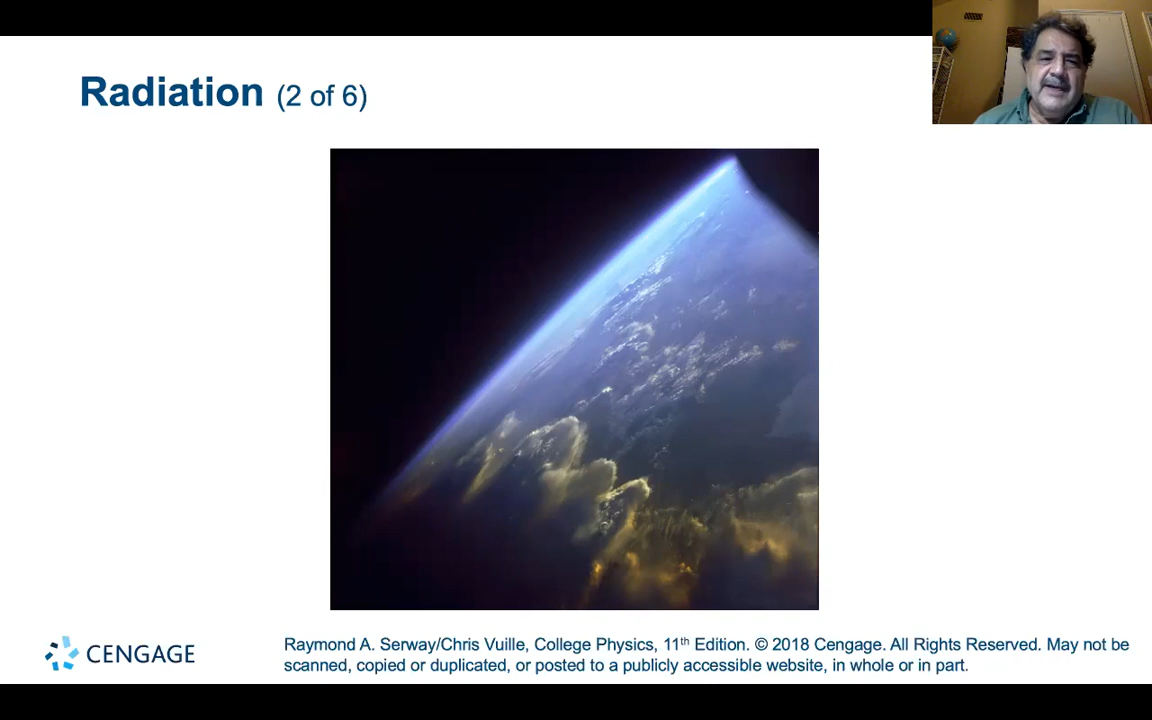 Radiation (2 of 6)
CENGAGE
Raymond A. Serway/Chris Vuille, College Physics, 11th Edition. © 2018 Cengage. All Rights Reserved. May not be
scanned, copied or duplicated, or posted to a publicly accessible website, in whole or in part.